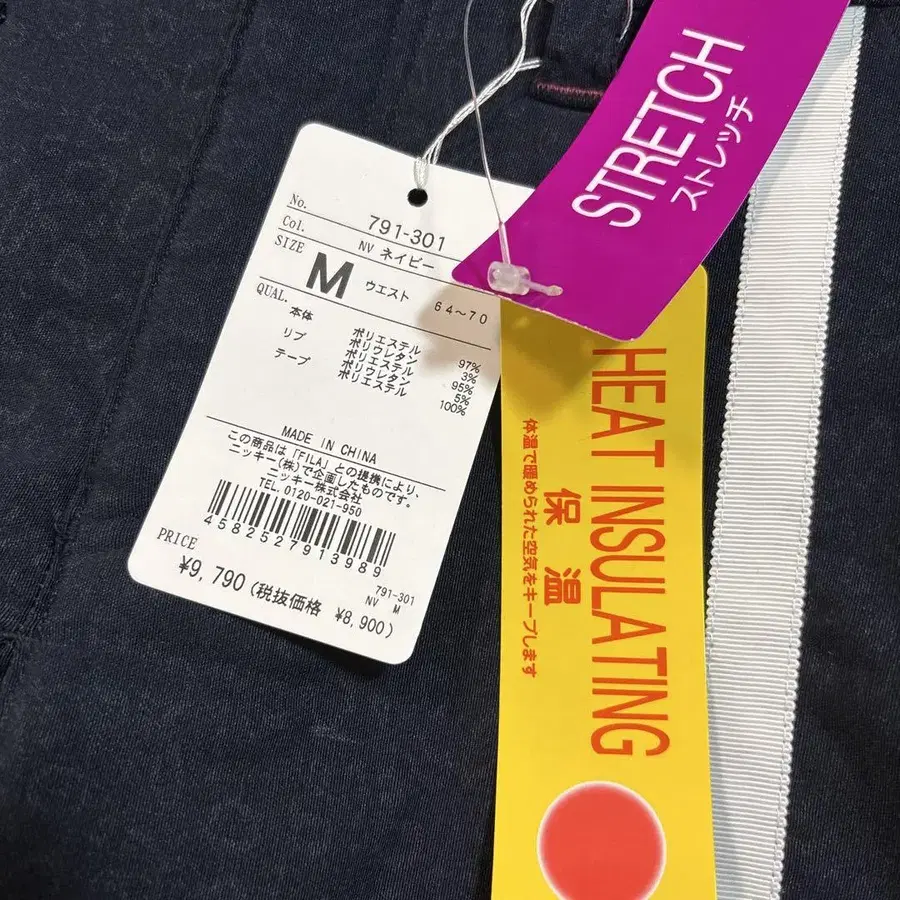 No. 791-301
Col. NV ネイビー
SIZE M ウエスト 64～70
QUAL.
本体 ポリエステル 97%
ポリウレタン 3%
リブ ポリエステル 95%
ポリウレタン 5%
テープ ポリエステル 100%
MADE IN CHINA
この商品は「FILA」との提携により、
ニッキー(株)で企画したものです。
ニッキー株式会社
TEL 0120-021-950
4582527913989
791-301
NV M
PRICE
¥9,790 (税抜価格 ¥8,900)
STRETCH
ストレッチ
HEAT INSULATING
保温
体温で暖められた空気をキープします